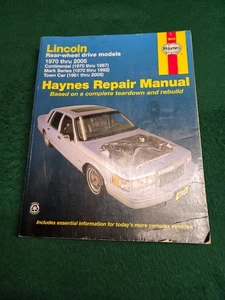 Lincoln
Rear-wheel drive models
1970 thru 2005
Continental (1970 thru 1987)
Mark Series (1970 thru 1992)
Town Car (1981 thru 2005)
Haynes
Haynes Repair Manual
Based on a complete teardown and rebuild
Includes essential information for today's more complex vehicles